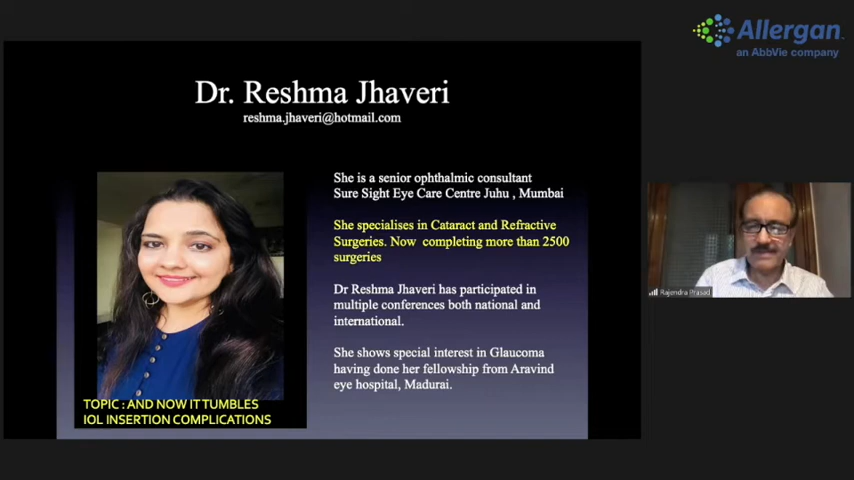 Allergan
an AbbVie company
Dr. Reshma Jhaveri
reshma.jhaveri@hotmail.com
She is a senior ophthalmic consultant
Sure Sight Eye Care Centre Juhu , Mumbai
She specialises in Cataract and Refractive
Surgeries. Now completing more than 2500
surgeries
Dr Reshma Jhaveri has participated in
multiple conferences both national and
international.
She shows special interest in Glaucoma
having done her fellowship from Aravind
eye hospital, Madurai.
TOPIC : AND NOW IT TUMBLES
IOL INSERTION COMPLICATIONS
Rajendra Prasad